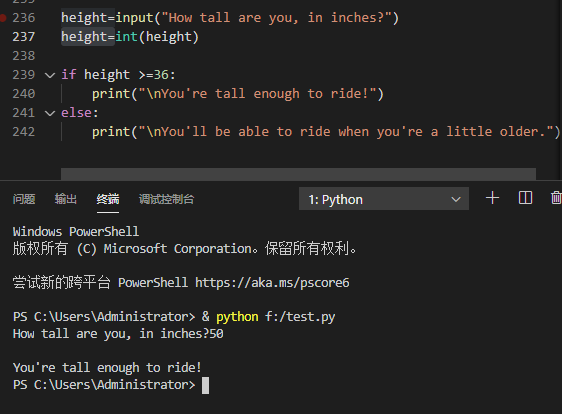 236 height=input("How tall are you, in inches?")
237 height=int(height)
238
239 if height >=36:
240 print("\nYou're tall enough to ride!")
241 else:
242 print("\nYou'll be able to ride when you're a little older.")
问题 输出 终端 调试控制台 1: Python
Windows PowerShell
版权所有 (C) Microsoft Corporation。保留所有权利。
尝试新的跨平台 PowerShell https://aka.ms/pscore6
PS C:\Users\Administrator> & python f:/test.py
How tall are you, in inches?50
You're tall enough to ride!
PS C:\Users\Administrator>